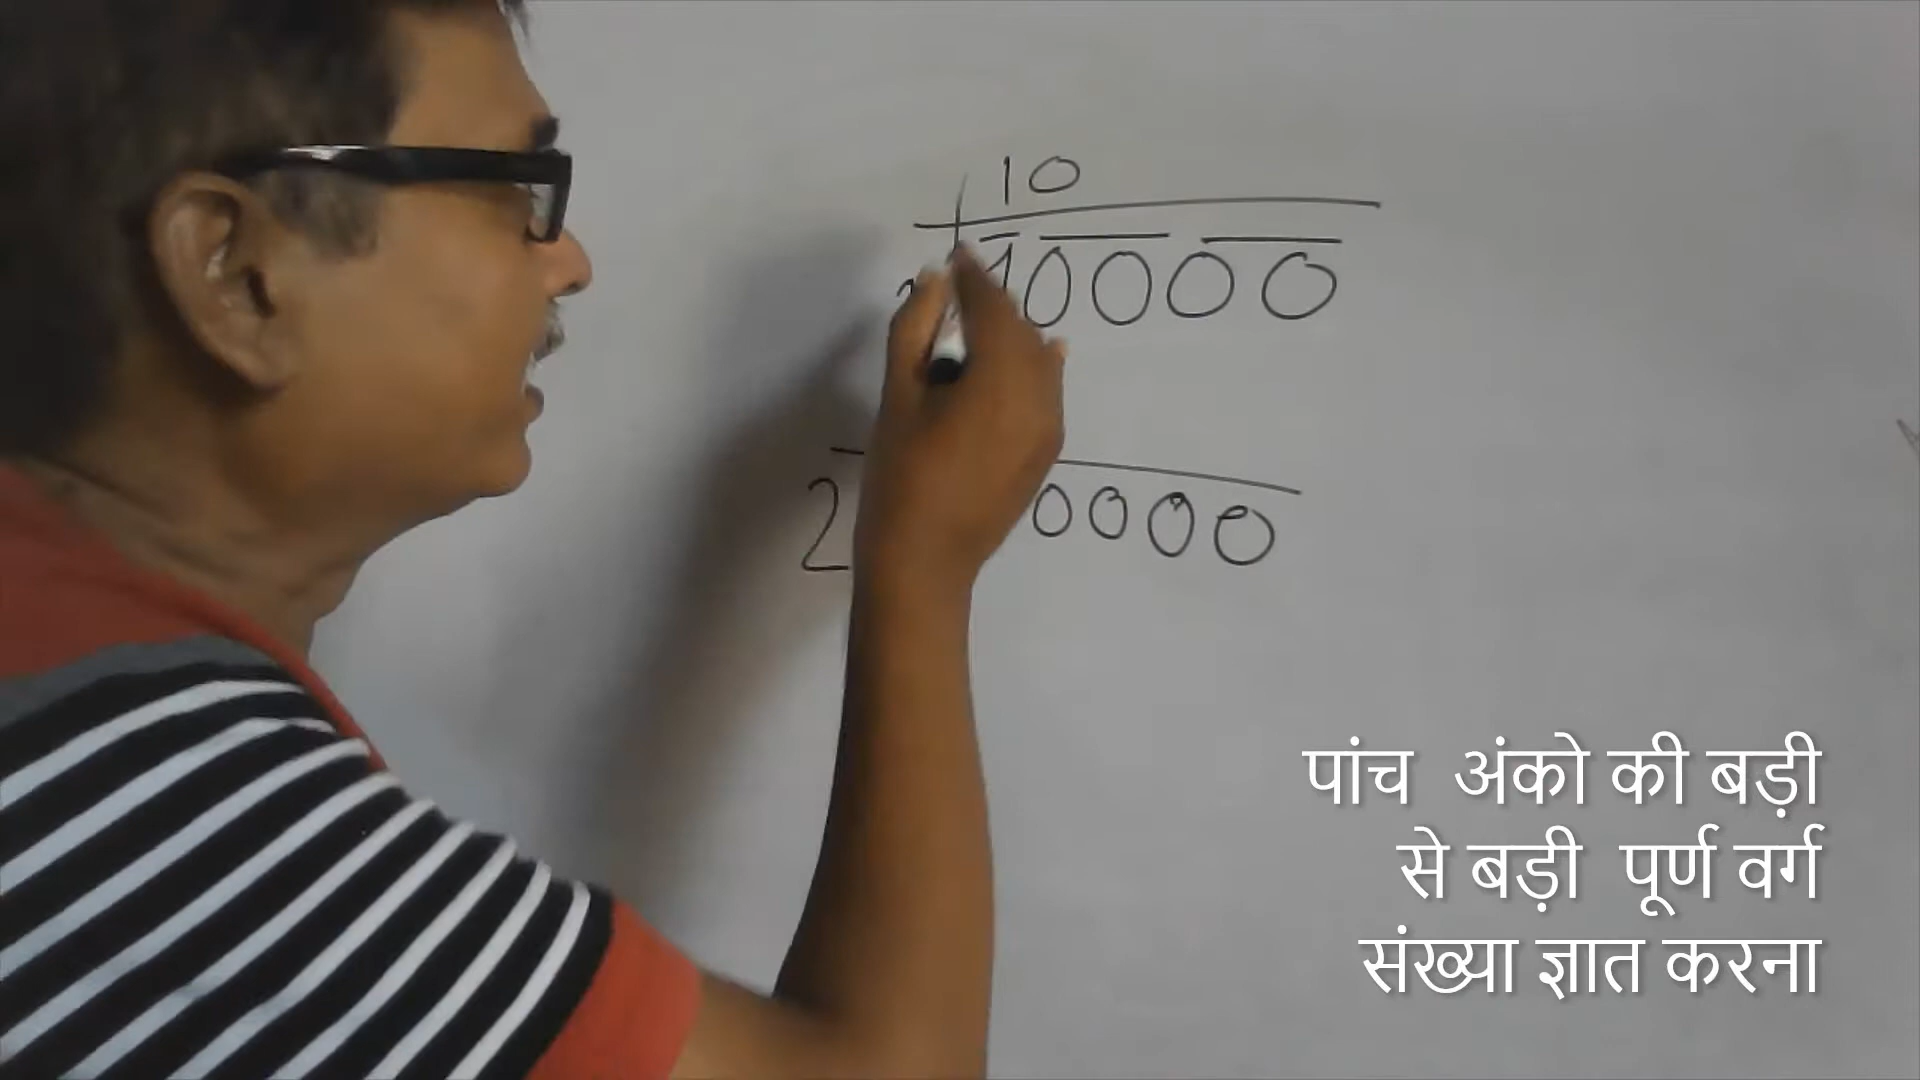 10
10000
2 0000
पांच अंको की बड़ी
से बड़ी पूर्ण वर्ग
संख्या ज्ञात करना